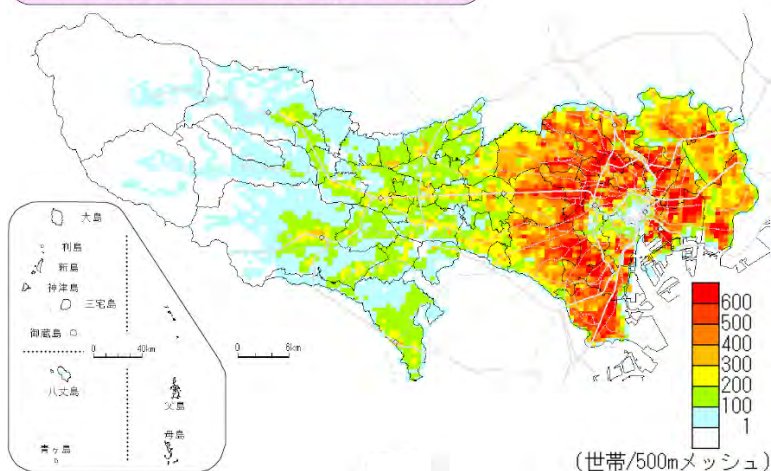 大島
利島
新島
神津島
三宅島
御蔵島
0 40km
八丈島
父島
母島
青ヶ島
0 6km
600
500
400
300
200
100
1
(世帯/500mメッシュ)